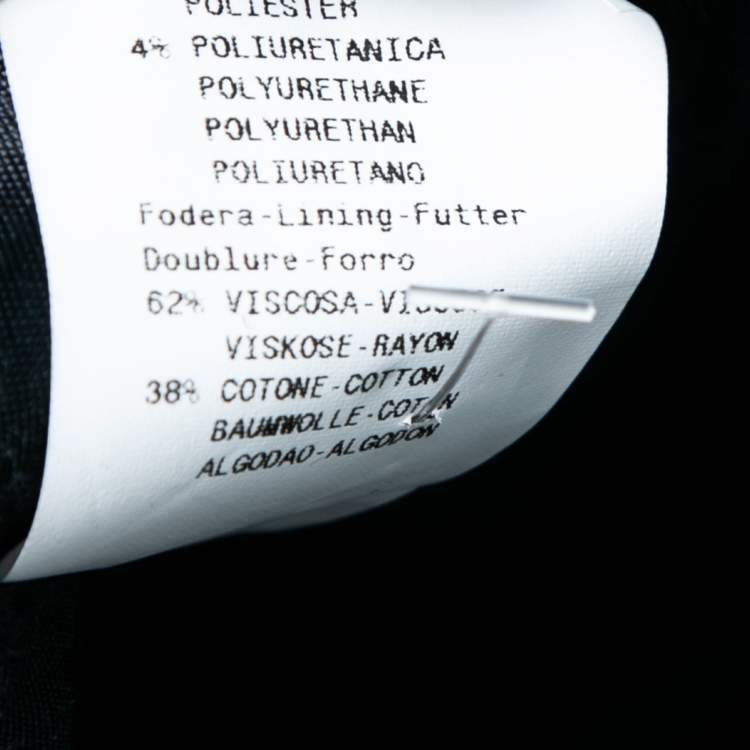 POLIESTER
4% POLIURETANICA
POLYURETHANE
POLYURETHAN
POLIURETANO
Fodera-Lining-Futter
Doublure-Forro
62% VISCOSA-
VISKOSE-RAYON
38% COTONE-COTTON
BAUMWOLLE-
ALGODAO-ALGODON